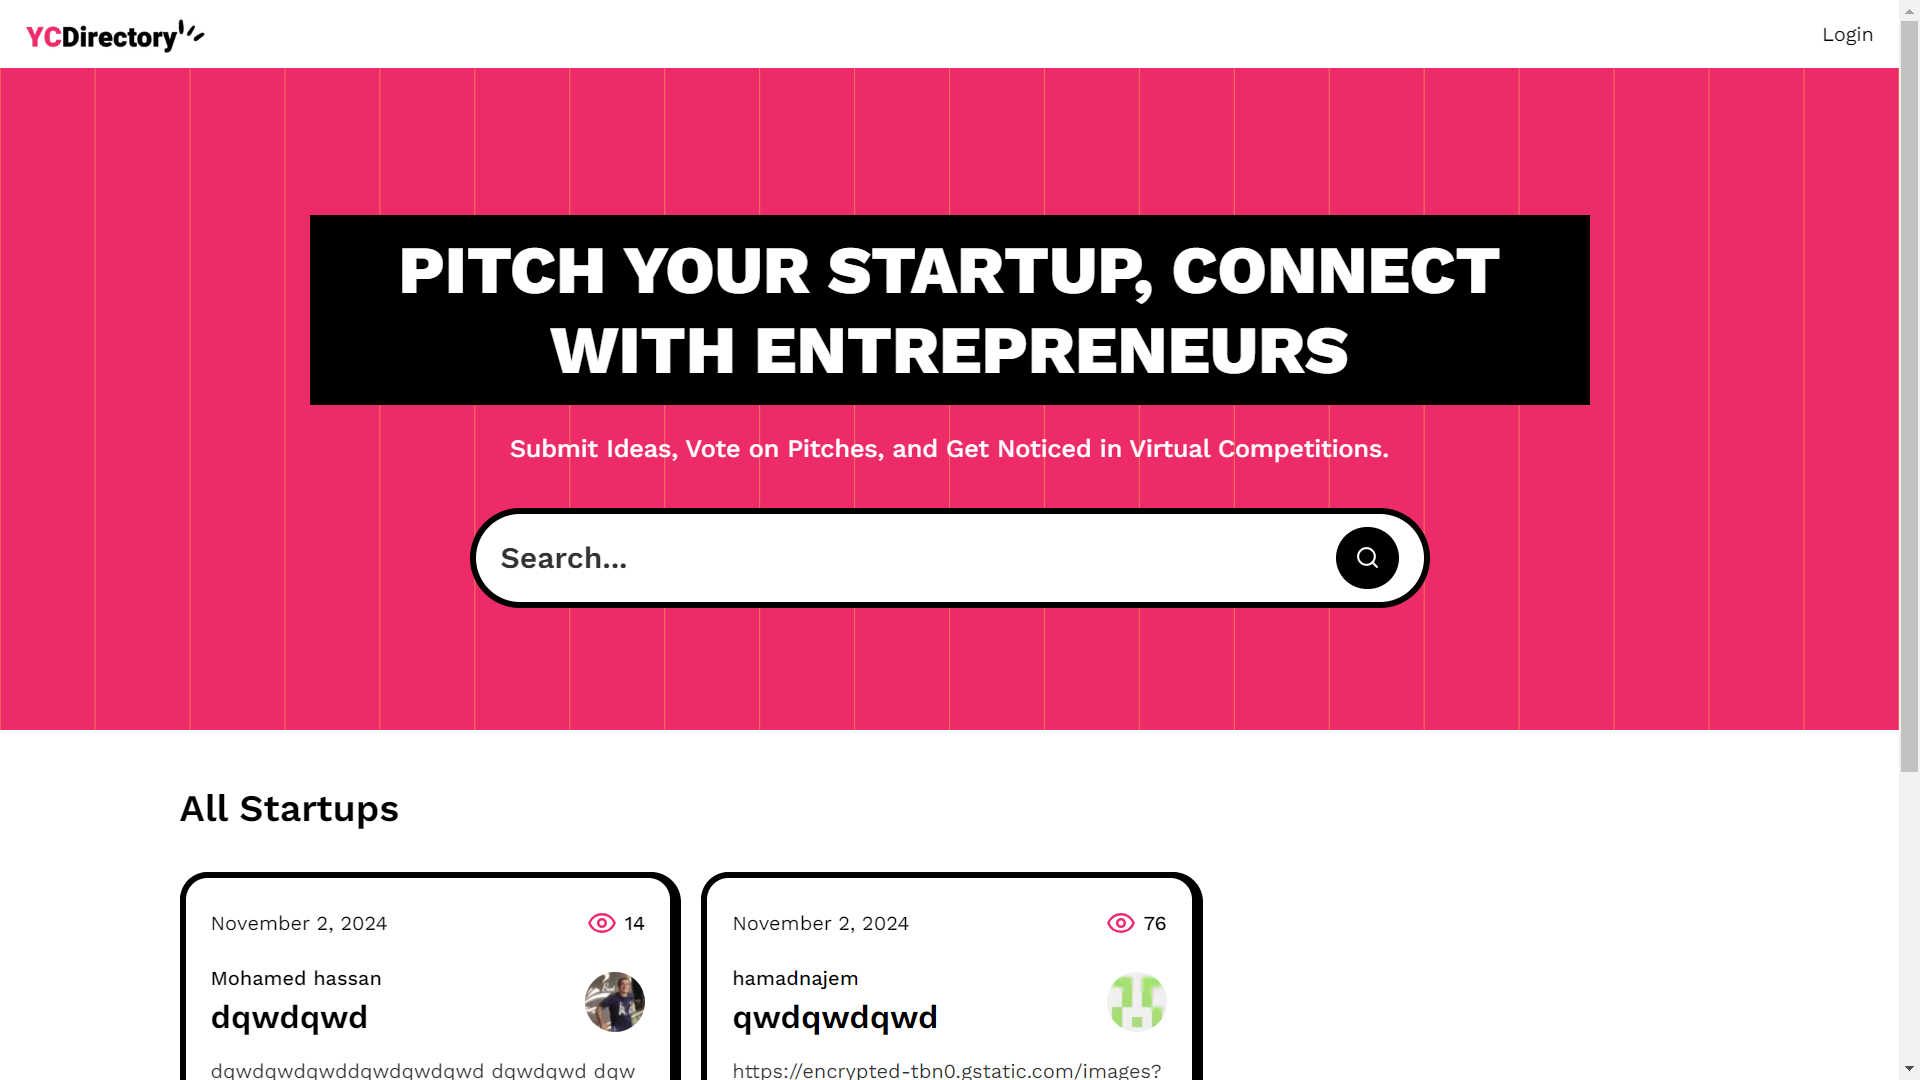 YCDirectory
Login
PITCH YOUR STARTUP, CONNECT
WITH ENTREPRENEURS
Submit Ideas, Vote on Pitches, and Get Noticed in Virtual Competitions.
Search...
All Startups
November 2, 2024
14
Mohamed hassan
dqwdqwd
dqwdqwdqwddqwdqwdqwd dqwdqwd dqw
November 2, 2024
76
hamadnajem
qwdqwdqwd
https://encrypted-tbn0.gstatic.com/images?